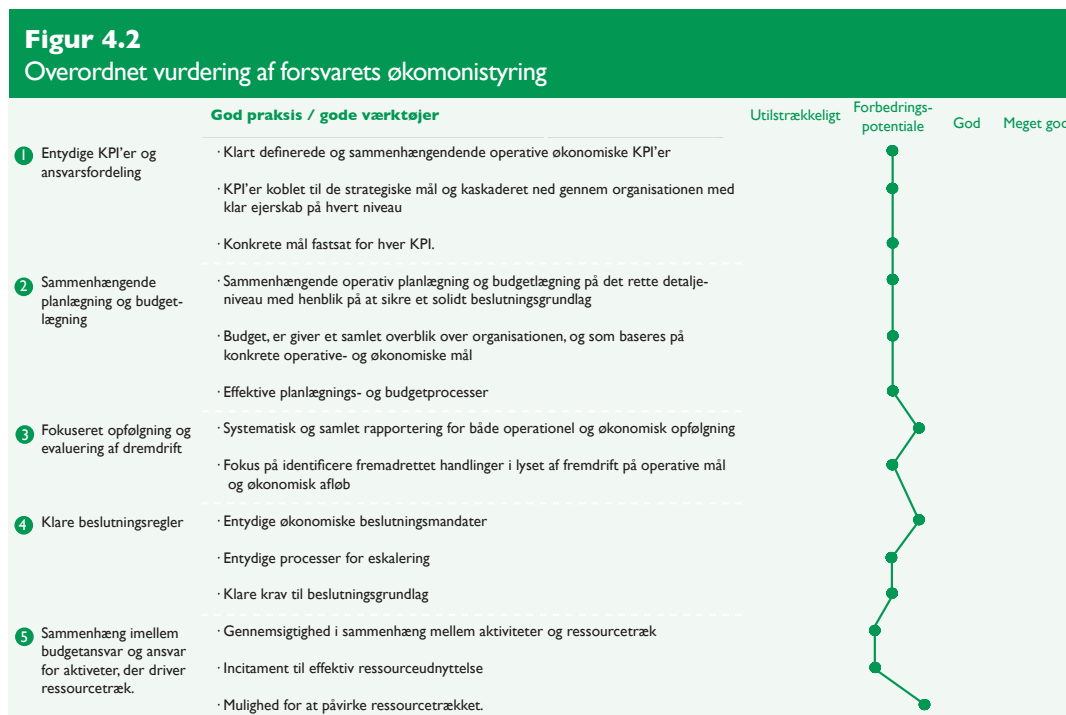 Figur 4.2
Overordnet vurdering af forsvarets økomonistyring
God praksis / gode værktøjer
Utilstrækkeligt
Forbedrings-
potentiale
God
Meget god
1 Entydige KPI'er og
ansvarsfordeling
· Klart definerede og sammenhængendende operative økonomiske KPI'er
· KPI'er koblet til de strategiske mål og kaskaderet ned gennem organisationen med
klar ejerskab på hvert niveau
· Konkrete mål fastsat for hver KPI.
2 Sammenhængende
planlægning og budget-
lægning
· Sammenhængende operativ planlægning og budgetlægning på det rette detalje-
niveau med henblik på at sikre et solidt beslutningsgrundlag
· Budget, er giver et samlet overblik over organisationen, og som baseres på
konkrete operative- og økonomiske mål
· Effektive planlægnings- og budgetprocesser
3 Fokuseret opfølgning og
evaluering af dremdrift
· Systematisk og samlet rapportering for både operationel og økonomisk opfølgning
· Fokus på identificere fremadrettet handlinger i lyset af fremdrift på operative mål
og økonomisk afløb
4 Klare beslutningsregler
· Entydige økonomiske beslutningsmandater
· Entydige processer for eskalering
· Klare krav til beslutningsgrundlag
5 Sammenhæng imellem
budgetansvar og ansvar
for aktiveter, der driver
ressourcetræk.
· Gennemsigtighed i sammenhæng mellem aktiviteter og ressourcetræk
· Incitament til effektiv ressourceudnyttelse
· Mulighed for at påvirke ressourcetrækket.